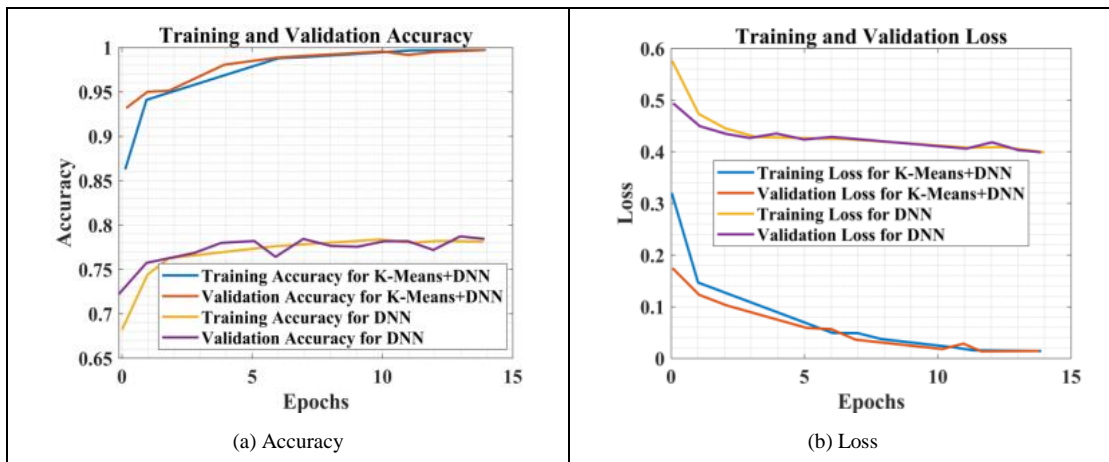 Training and Validation Accuracy
1
0.95
0.9
0.85
0.8
0.75
0.7
0.65
Accuracy
Training Accuracy for K-Means+DNN
Validation Accuracy for K-Means+DNN
Training Accuracy for DNN
Validation Accuracy for DNN
0 5 10 15
Epochs
(a) Accuracy
Training and Validation Loss
0.6
0.5
0.4
0.3
0.2
0.1
0
Loss
Training Loss for K-Means+DNN
Validation Loss for K-Means+DNN
Training Loss for DNN
Validation Loss for DNN
0 5 10 15
Epochs
(b) Loss